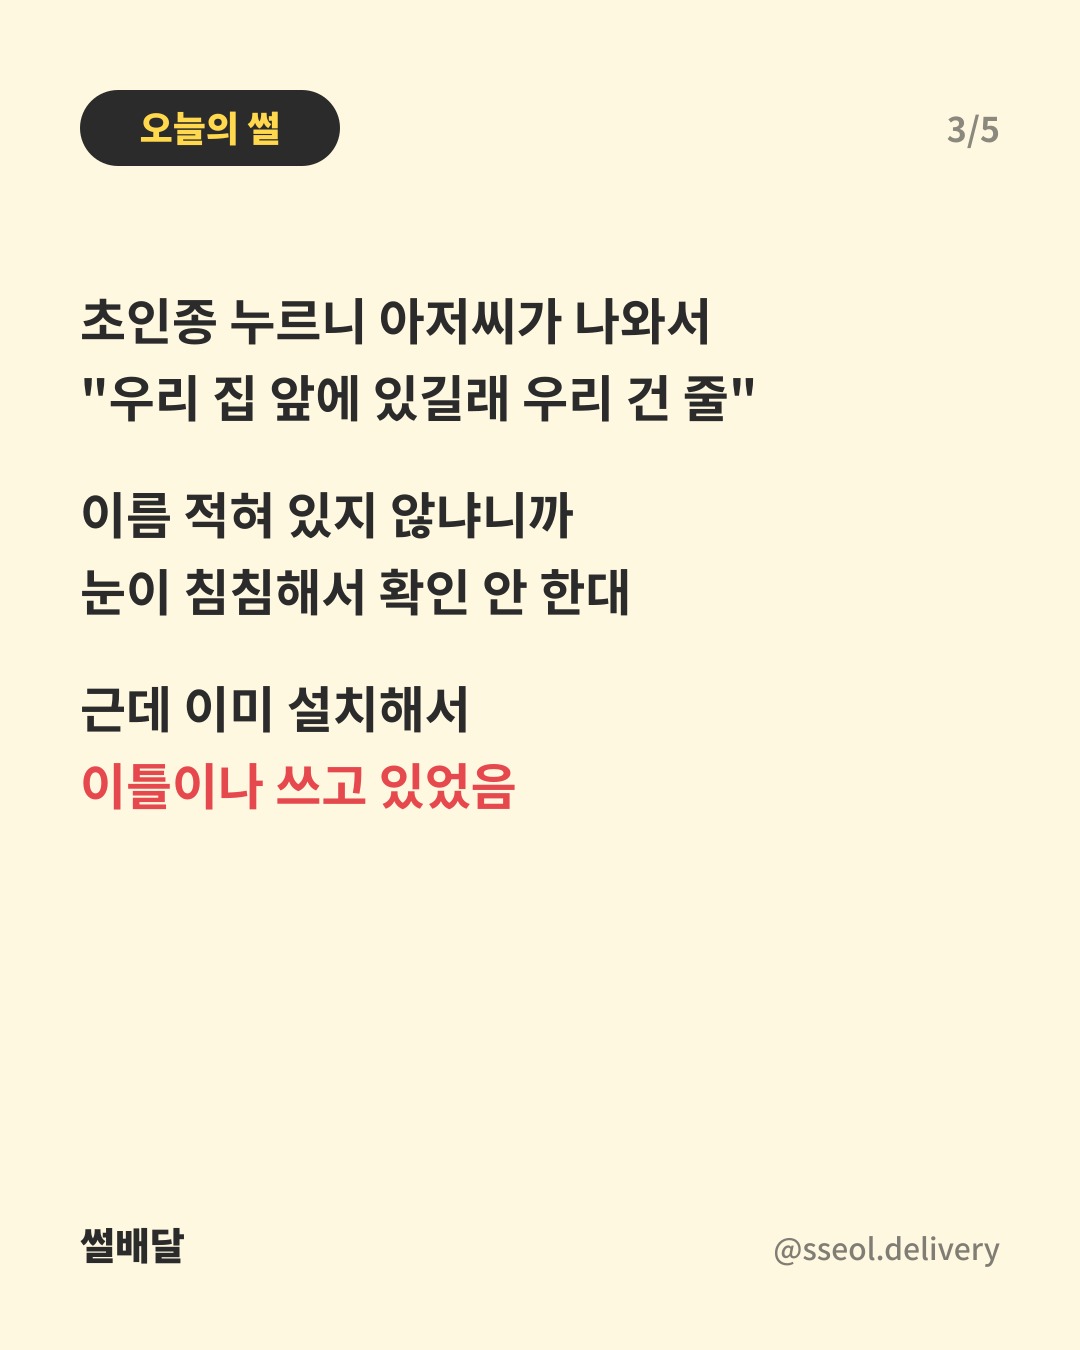 오늘의 썰
3/5
초인종 누르니 아저씨가 나와서
"우리 집 앞에 있길래 우리 건 줄"
이름 적혀 있지 않냐니까
눈이 침침해서 확인 안 한대
근데 이미 설치해서
이틀이나 쓰고 있었음
썰배달
@sseol.delivery